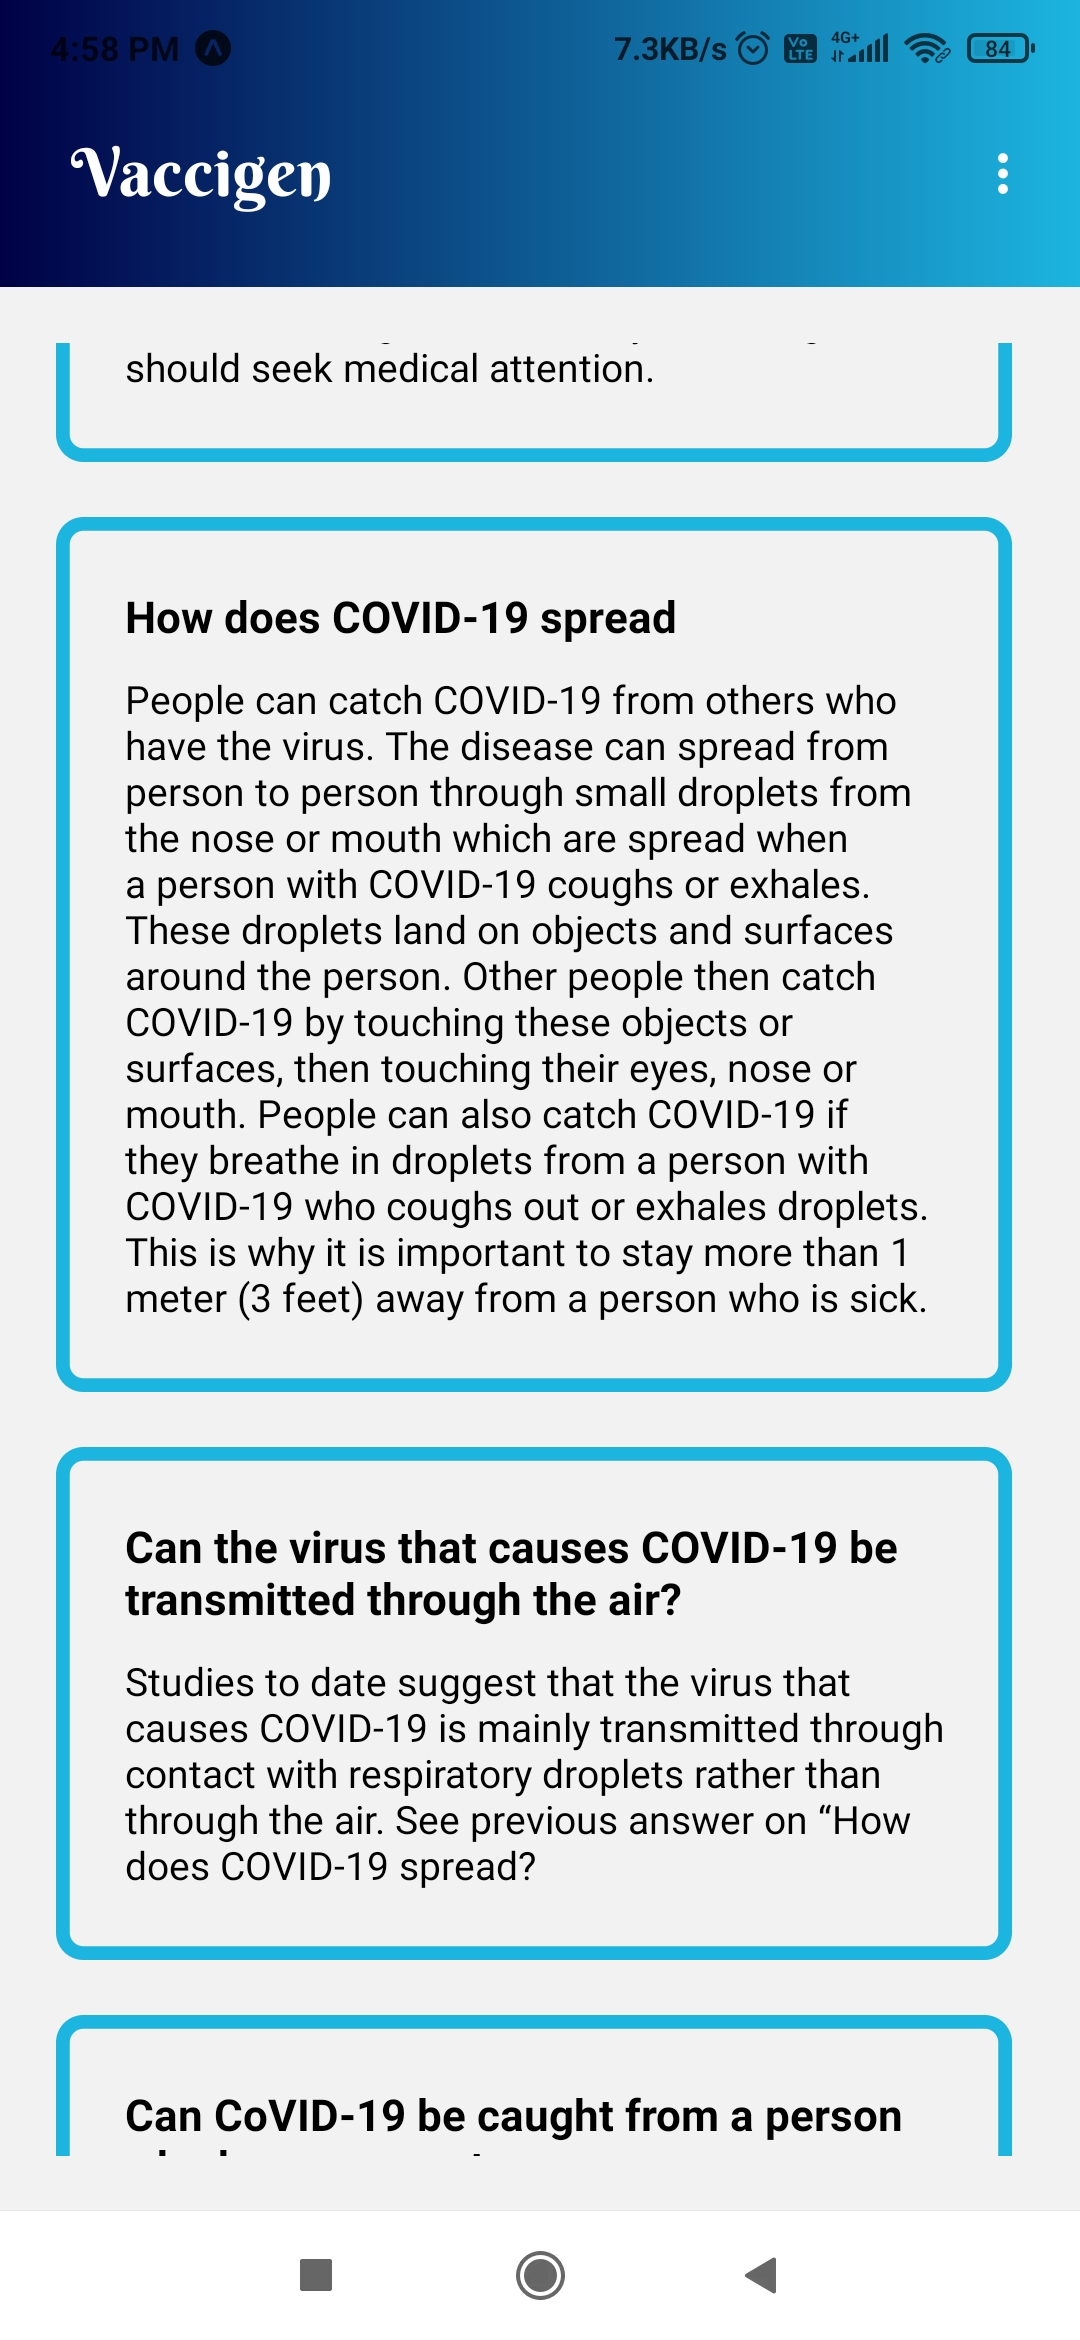 4:58 PM 7.3KB/s Vo LTE 4G+ 84
Vaccigen
should seek medical attention.
How does COVID-19 spread
People can catch COVID-19 from others who
have the virus. The disease can spread from
person to person through small droplets from
the nose or mouth which are spread when
a person with COVID-19 coughs or exhales.
These droplets land on objects and surfaces
around the person. Other people then catch
COVID-19 by touching these objects or
surfaces, then touching their eyes, nose or
mouth. People can also catch COVID-19 if
they breathe in droplets from a person with
COVID-19 who coughs out or exhales droplets.
This is why it is important to stay more than 1
meter (3 feet) away from a person who is sick.
Can the virus that causes COVID-19 be
transmitted through the air?
Studies to date suggest that the virus that
causes COVID-19 is mainly transmitted through
contact with respiratory droplets rather than
through the air. See previous answer on “How
does COVID-19 spread?
Can CoVID-19 be caught from a person